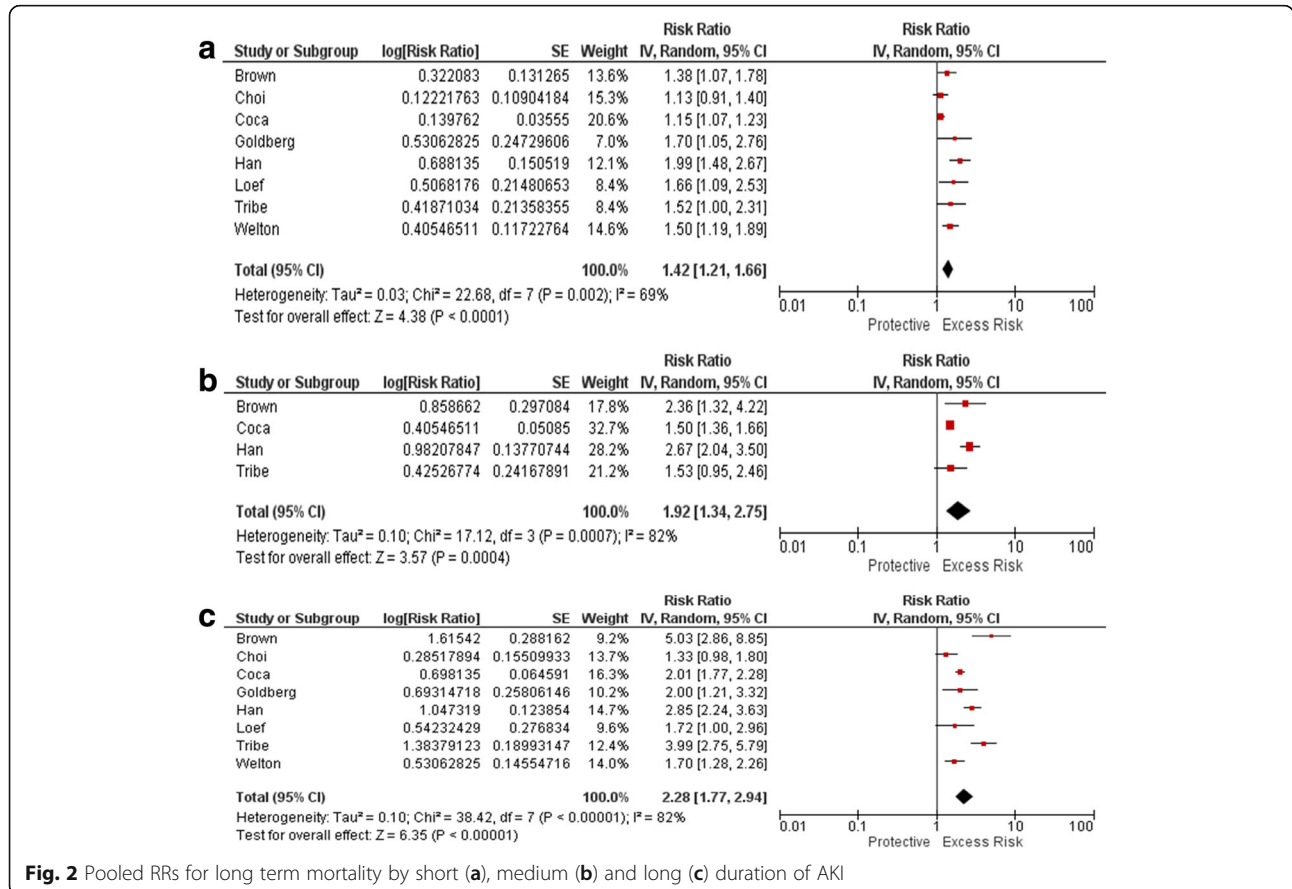 a
Risk Ratio Risk Ratio
Study or Subgroup log[Risk Ratio] SE Weight IV, Random, 95% CI IV, Random, 95% CI
Brown 0.322083 0.131265 13.6% 1.38 [1.07, 1.78]
Choi 0.12221763 0.10904184 15.3% 1.13 [0.91, 1.40]
Coca 0.139762 0.03555 20.6% 1.15 [1.07, 1.23]
Goldberg 0.53062825 0.24729606 7.0% 1.70 [1.05, 2.76]
Han 0.688135 0.150519 12.1% 1.99 [1.48, 2.67]
Loef 0.5068176 0.21480653 8.4% 1.66 [1.09, 2.53]
Tribe 0.41871034 0.21358355 8.4% 1.52 [1.00, 2.31]
Welton 0.40546511 0.11722764 14.6% 1.50 [1.19, 1.89]
Total (95% CI) 100.0% 1.42 [1.21, 1.66]
Heterogeneity: Tau² = 0.03; Chi² = 22.68, df = 7 (P = 0.002); I² = 69%
Test for overall effect: Z = 4.38 (P < 0.0001)
0.01 0.1 1 10 100
Protective Excess Risk
b
Risk Ratio Risk Ratio
Study or Subgroup log[Risk Ratio] SE Weight IV, Random, 95% CI IV, Random, 95% CI
Brown 0.858662 0.297084 17.8% 2.36 [1.32, 4.22]
Coca 0.40546511 0.05085 32.7% 1.50 [1.36, 1.66]
Han 0.98207847 0.13770744 28.2% 2.67 [2.04, 3.50]
Tribe 0.42526774 0.24167891 21.2% 1.53 [0.95, 2.46]
Total (95% CI) 100.0% 1.92 [1.34, 2.75]
Heterogeneity: Tau² = 0.10; Chi² = 17.12, df = 3 (P = 0.0007); I² = 82%
Test for overall effect: Z = 3.57 (P = 0.0004)
0.01 0.1 1 10 100
Protective Excess Risk
c
Risk Ratio Risk Ratio
Study or Subgroup log[Risk Ratio] SE Weight IV, Random, 95% CI IV, Random, 95% CI
Brown 1.61542 0.288162 9.2% 5.03 [2.86, 8.85]
Choi 0.28517894 0.15509933 13.7% 1.33 [0.98, 1.80]
Coca 0.698135 0.064591 16.3% 2.01 [1.77, 2.28]
Goldberg 0.69314718 0.25806146 10.2% 2.00 [1.21, 3.32]
Han 1.047319 0.123854 14.7% 2.85 [2.24, 3.63]
Loef 0.54232429 0.276834 9.6% 1.72 [1.00, 2.96]
Tribe 1.38379123 0.18993147 12.4% 3.99 [2.75, 5.79]
Welton 0.53062825 0.14554716 14.0% 1.70 [1.28, 2.26]
Total (95% CI) 100.0% 2.28 [1.77, 2.94]
Heterogeneity: Tau² = 0.10; Chi² = 38.42, df = 7 (P < 0.00001); I² = 82%
Test for overall effect: Z = 6.35 (P < 0.00001)
0.01 0.1 1 10 100
Protective Excess Risk
Fig. 2 Pooled RRs for long term mortality by short (a), medium (b) and long (c) duration of AKI